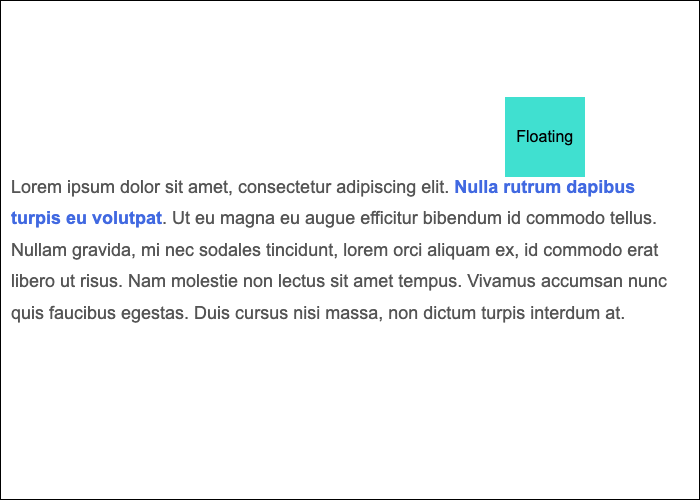 Floating
Lorem ipsum dolor sit amet, consectetur adipiscing elit. Nulla rutrum dapibus
turpis eu volutpat. Ut eu magna eu augue efficitur bibendum id commodo tellus.
Nullam gravida, mi nec sodales tincidunt, lorem orci aliquam ex, id commodo erat
libero ut risus. Nam molestie non lectus sit amet tempus. Vivamus accumsan nunc
quis faucibus egestas. Duis cursus nisi massa, non dictum turpis interdum at.